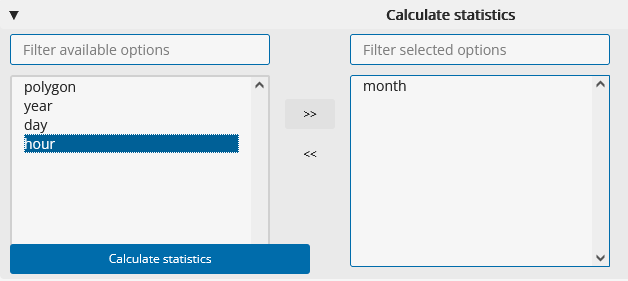 ▼ Calculate statistics
Filter available options
Filter selected options
polygon
year
day
hour
>>
<<
month
Calculate statistics